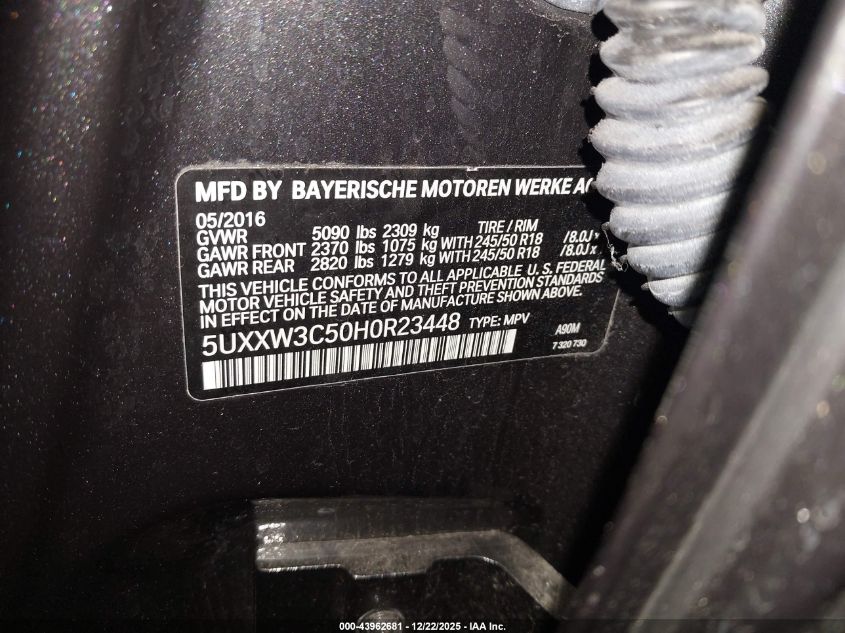 MFD BY BAYERISCHE MOTOREN WERKE AG
05/2016
GVWR 5090 lbs 2309 kg TIRE / RIM
GAWR FRONT 2370 lbs 1075 kg WITH 245/50 R18 /8.0J
GAWR REAR 2820 lbs 1279 kg WITH 245/50 R18 /8.0J x
THIS VEHICLE CONFORMS TO ALL APPLICABLE U. S. FEDERAL
MOTOR VEHICLE SAFETY AND THEFT PREVENTION STANDARDS
IN EFFECT ON THE DATE OF MANUFACTURE SHOWN ABOVE.
5UXXW3C50H0R23448 TYPE: MPV A90M
7 320 730
000-43962681 - 12/22/2025 - IAA Inc.